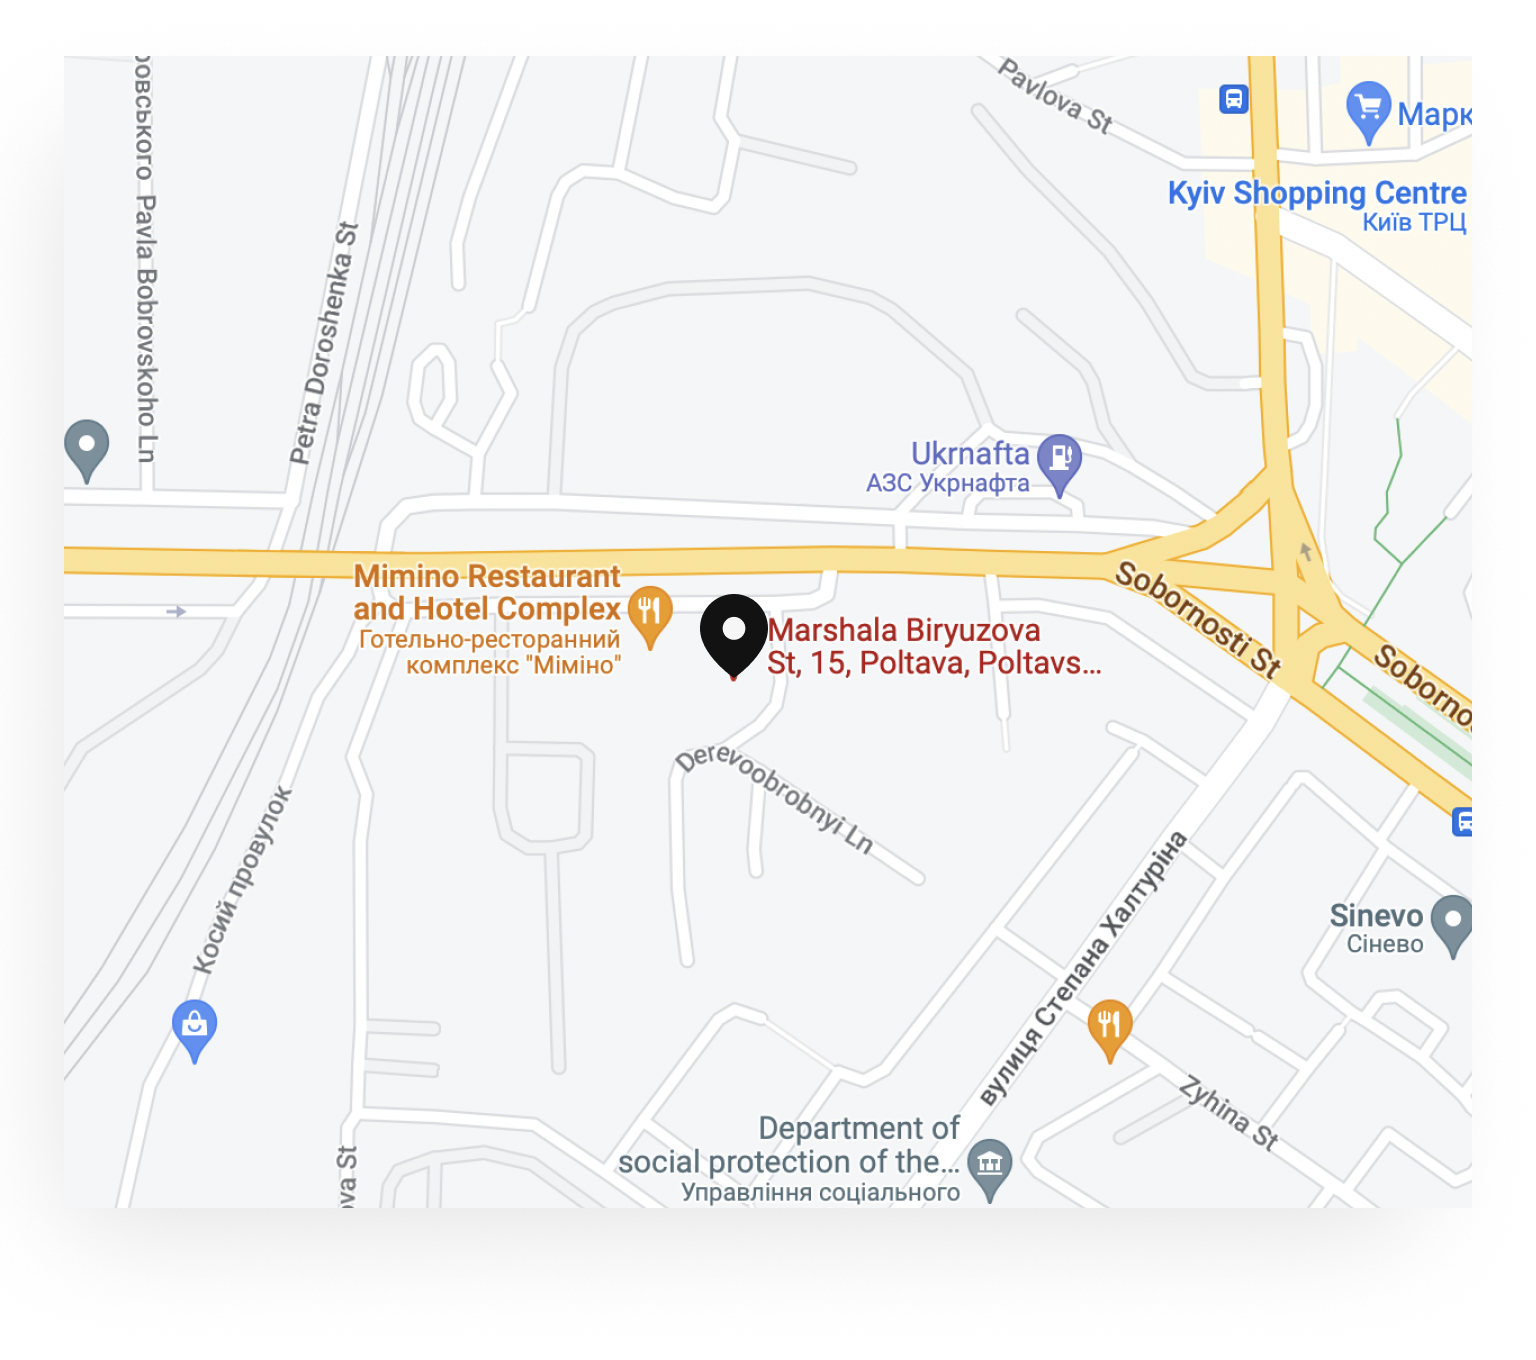 Pavlova St
Марк
Kyiv Shopping Centre
Київ ТРЦ
Pavla Bobrovskoho Ln
Petra Doroshenka St
Ukrnafta
АЗС Укрнафта
Mimino Restaurant
and Hotel Complex
Готельно-ресторанний
комплекс "Міміно"
Marshala Biryuzova
St, 15, Poltava, Poltavs...
Sobornosti St
Soborno
Derevoobrobnyi Ln
Косий провулок
вулиця Степана Халтуріна
Sinevo
Сінево
Zyhina St
Department of
social protection of the...
Управління соціального
ova St